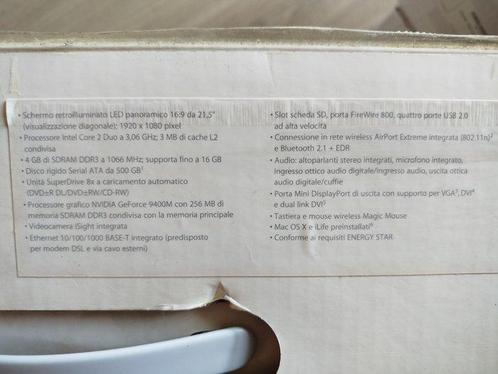 • Schermo retroilluminato LED panoramico 16:9 da 21,5"
(visualizzazione diagonale); 1920 x 1080 pixel
• Processore Intel Core 2 Duo a 3,06 GHz; 3 MB di cache L2
condivisa
• 4 GB di SDRAM DDR3 a 1066 MHz; supporta fino a 16 GB
• Disco rigido Serial ATA da 500 GB¹
• Unità SuperDrive 8x a caricamento automatico
(DVD±R DL/DVD±RW/CD-RW)
• Processore grafico NVIDIA GeForce 9400M con 256 MB di
memoria SDRAM DDR3 condivisa con la memoria principale
• Videocamera iSight integrata
• Ethernet 10/100/1000 BASE-T integrato (predisposto
per modem DSL e via cavo esterni)
• Slot scheda SD, porta FireWire 800, quattro porte USB 2.0
ad alta velocità
• Connessione in rete wireless AirPort Extreme integrata (802.11n)²
e Bluetooth 2.1 + EDR
• Audio: altoparlanti stereo integrati, microfono integrato,
ingresso ottico audio digitale/ingresso audio, uscita ottica
audio digitale/cuffie
• Porta Mini DisplayPort di uscita con supporto per VGA³, DVI⁴
e dual link DVI⁵
• Tastiera e mouse wireless Magic Mouse
• Mac OS X e iLife preinstallati⁶
• Conforme ai requisiti ENERGY STAR